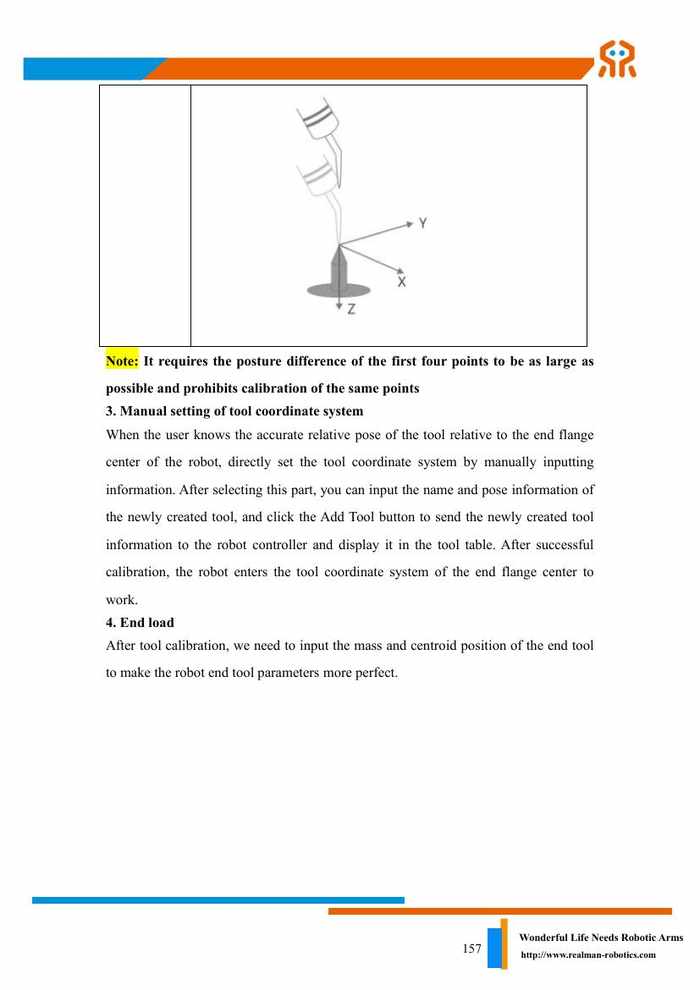 Y
X
Z
Note: It requires the posture difference of the first four points to be as large as
possible and prohibits calibration of the same points
3. Manual setting of tool coordinate system
When the user knows the accurate relative pose of the tool relative to the end flange
center of the robot, directly set the tool coordinate system by manually inputting
information. After selecting this part, you can input the name and pose information of
the newly created tool, and click the Add Tool button to send the newly created tool
information to the robot controller and display it in the tool table. After successful
calibration, the robot enters the tool coordinate system of the end flange center to
work.
4. End load
After tool calibration, we need to input the mass and centroid position of the end tool
to make the robot end tool parameters more perfect.
157
Wonderful Life Needs Robotic Arms
http://www.realman-robotics.com